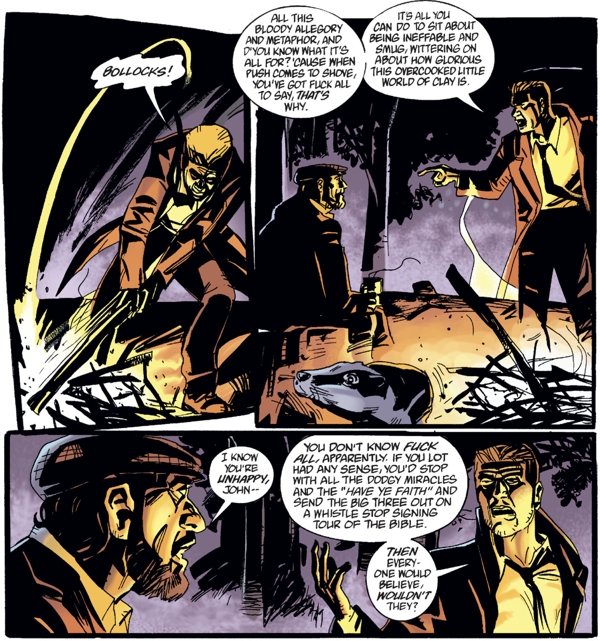 BOLLOCKS!
ALL THIS
BLOODY ALLEGORY
AND METAPHOR, AND
D'YOU KNOW WHAT IT'S
ALL FOR? 'CAUSE WHEN
PUSH COMES TO SHOVE,
YOU'VE GOT FUCK ALL
TO SAY, THAT'S
WHY.
IT'S ALL YOU
CAN DO TO SIT ABOUT
BEING INEFFABLE AND
SMUG, WITTERING ON
ABOUT HOW GLORIOUS
THIS OVERCOOKED LITTLE
WORLD OF CLAY IS.
I KNOW
YOU'RE
UNHAPPY,
JOHN--
YOU DON'T KNOW FUCK
ALL, APPARENTLY. IF YOU LOT
HAD ANY SENSE, YOU'D STOP
WITH ALL THE DODGY MIRACLES
AND THE "HAVE YE FAITH" AND
SEND THE BIG THREE OUT ON
A WHISTLE STOP SIGNING
TOUR OF THE BIBLE.
THEN
EVERY-
ONE WOULD
BELIEVE,
WOULDN'T
THEY?